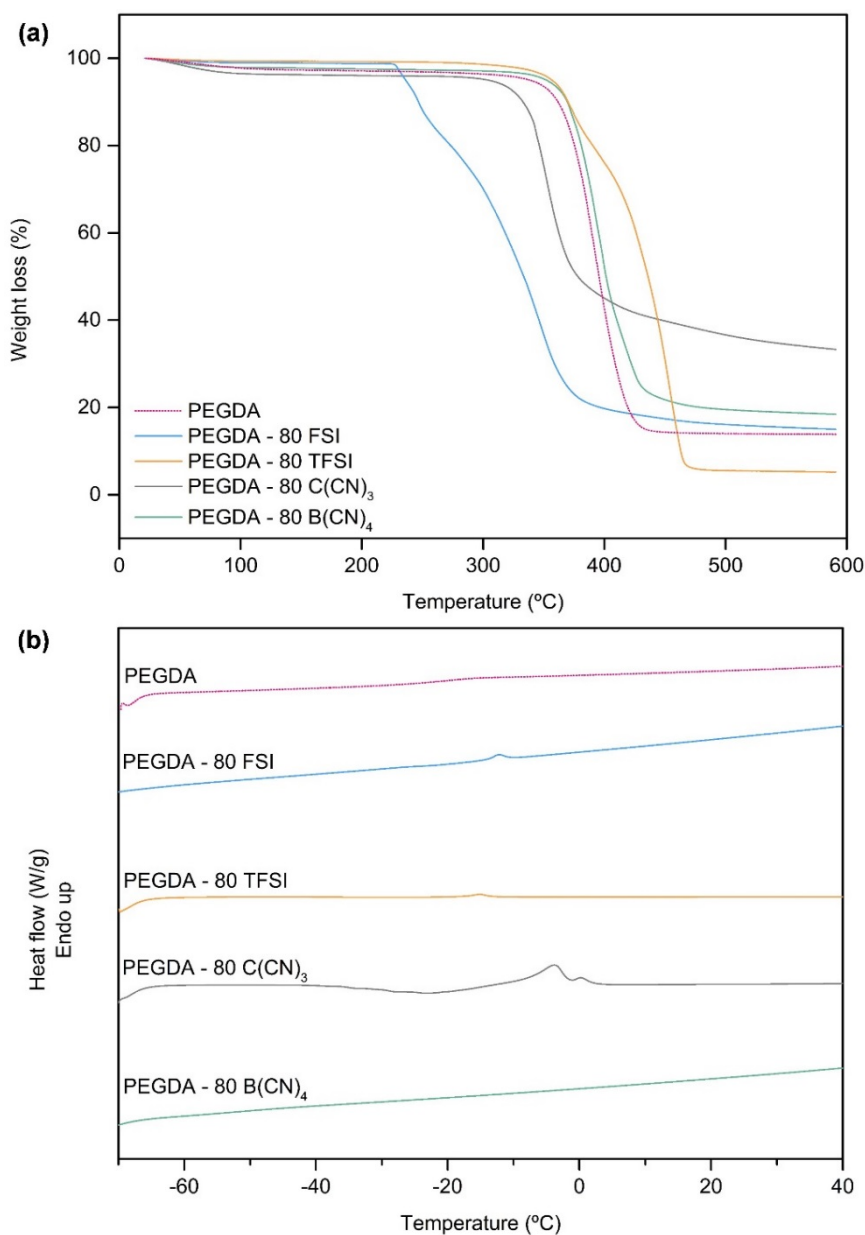 (a)
100
80
60
40
20
0
Weight loss (%)
PEGDA
PEGDA - 80 FSI
PEGDA - 80 TFSI
PEGDA - 80 C(CN)₃
PEGDA - 80 B(CN)₄
0 100 200 300 400 500 600
Temperature (ºC)
(b)
PEGDA
PEGDA - 80 FSI
PEGDA - 80 TFSI
PEGDA - 80 C(CN)₃
PEGDA - 80 B(CN)₄
Heat flow (W/g)
Endo up
-60 -40 -20 0 20 40
Temperature (ºC)